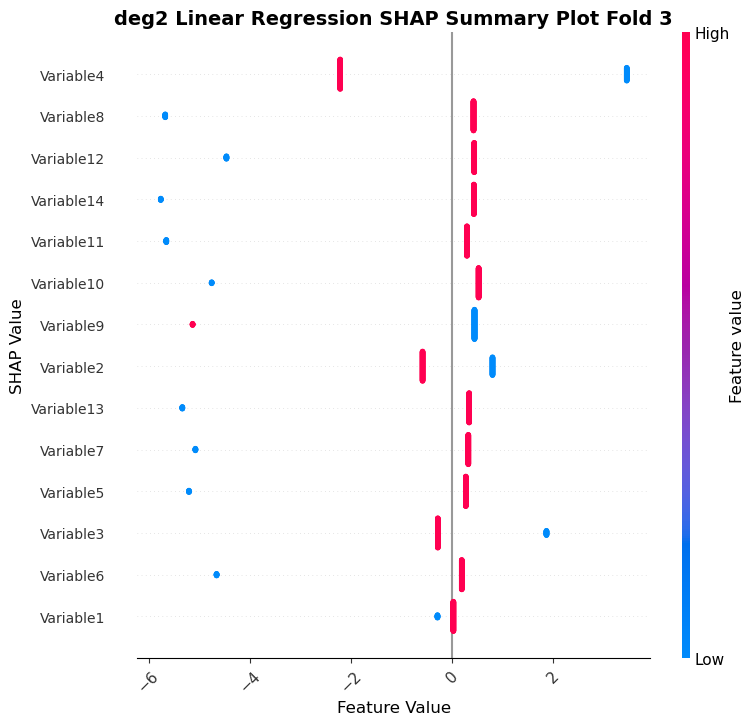 deg2 Linear Regression SHAP Summary Plot Fold 3
High
Variable4
Variable8
Variable12
Variable14
Variable11
Variable10
Variable9
Variable2
Variable13
Variable7
Variable5
Variable3
Variable6
Variable1
SHAP Value
Feature value
Low
−6
−4
−2
0
2
Feature Value